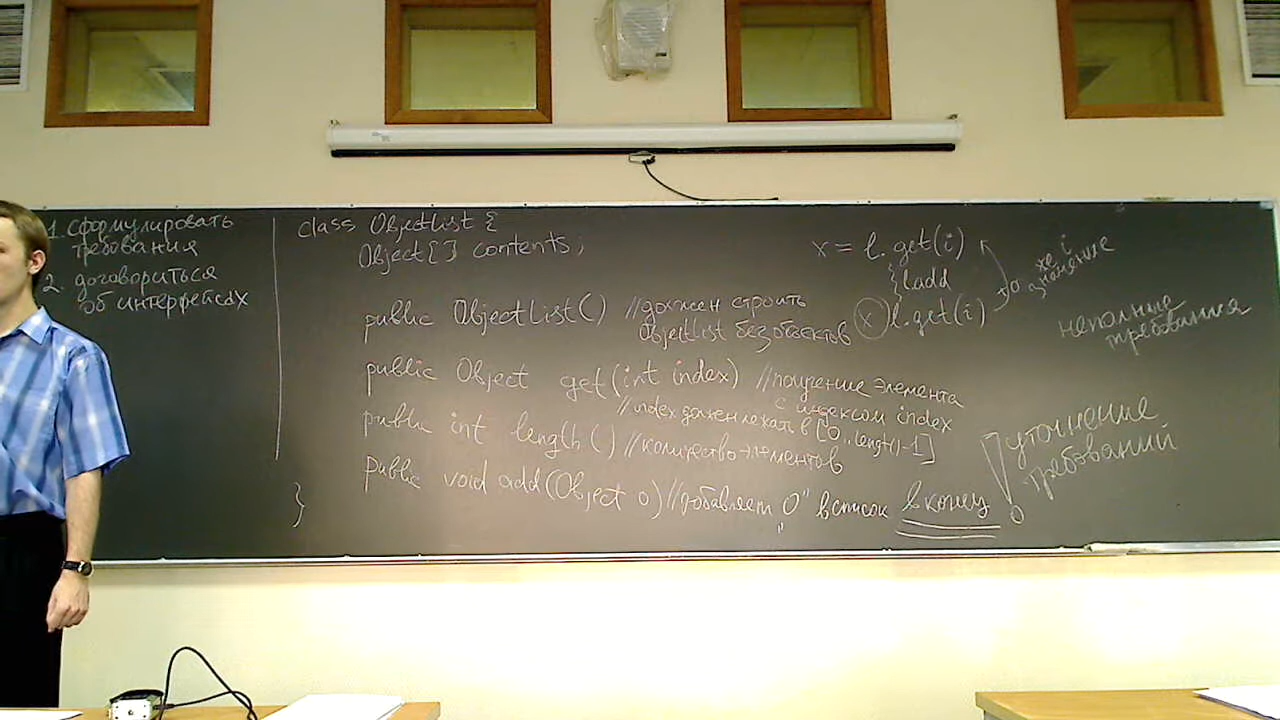 1. сформулировать
требования
2. договориться
об интерфейсах
class ObjectList {
Object[] contents;
public ObjectList() //должен строить
ObjectList без объектов
public Object get(int index) //получение элемента
с индексом index
//index должен лежать в [0..length()-1]
public int length() //количество элементов
public void add(Object o) //добавляет "O" в список в конец
}
x = l.get(i)
{ l.add
(x) l.get(i)
то же i
значение
неполные
требования
! уточнение
требований